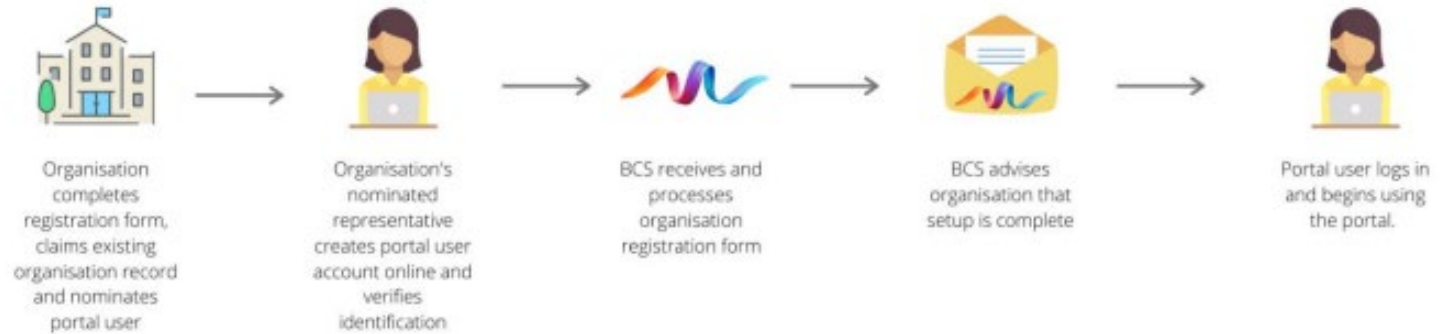 Organisation
completes
registration form,
claims existing
organisation record
and nominates
portal user
Organisation's
nominated
representative
creates portal user
account online and
verifies
identification
BCS receives and
processes
organisation
registration form
BCS advises
organisation that
setup is complete
Portal user logs in
and begins using
the portal.